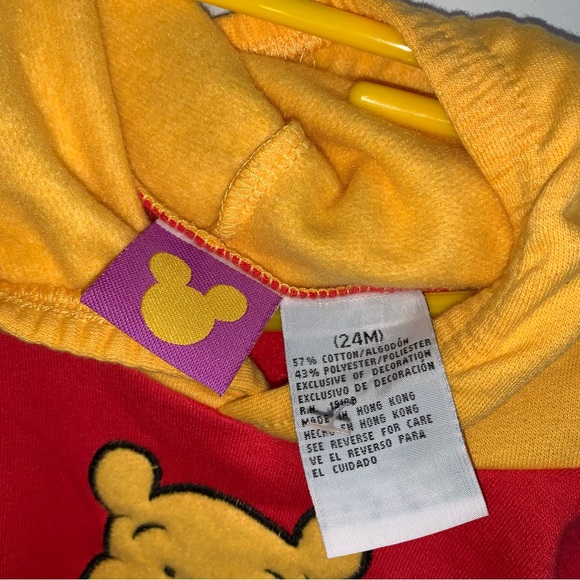 (24M)
57% COTTON/ALGODÓN
43% POLYESTER/POLIESTER
EXCLUSIVE OF DECORATION
EXCLUSIVO DE DECORACIÓN
MADE IN HONG KONG
HECHO EN HONG KONG
SEE REVERSE FOR CARE
VE EL REVERSO PARA
EL CUIDADO